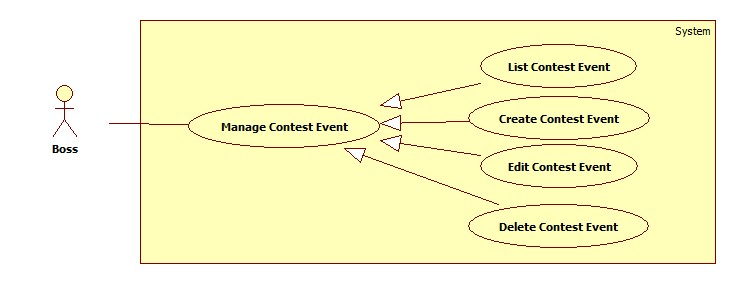 System
List Contest Event
Create Contest Event
Manage Contest Event
Boss
Edit Contest Event
Delete Contest Event